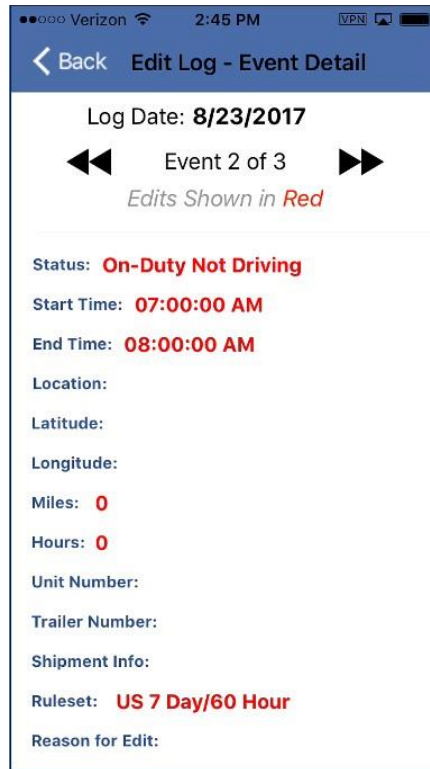 Verizon 2:45 PM VPN
Back Edit Log - Event Detail
Log Date: 8/23/2017
Event 2 of 3
Edits Shown in Red
Status: On-Duty Not Driving
Start Time: 07:00:00 AM
End Time: 08:00:00 AM
Location:
Latitude:
Longitude:
Miles: 0
Hours: 0
Unit Number:
Trailer Number:
Shipment Info:
Ruleset: US 7 Day/60 Hour
Reason for Edit: